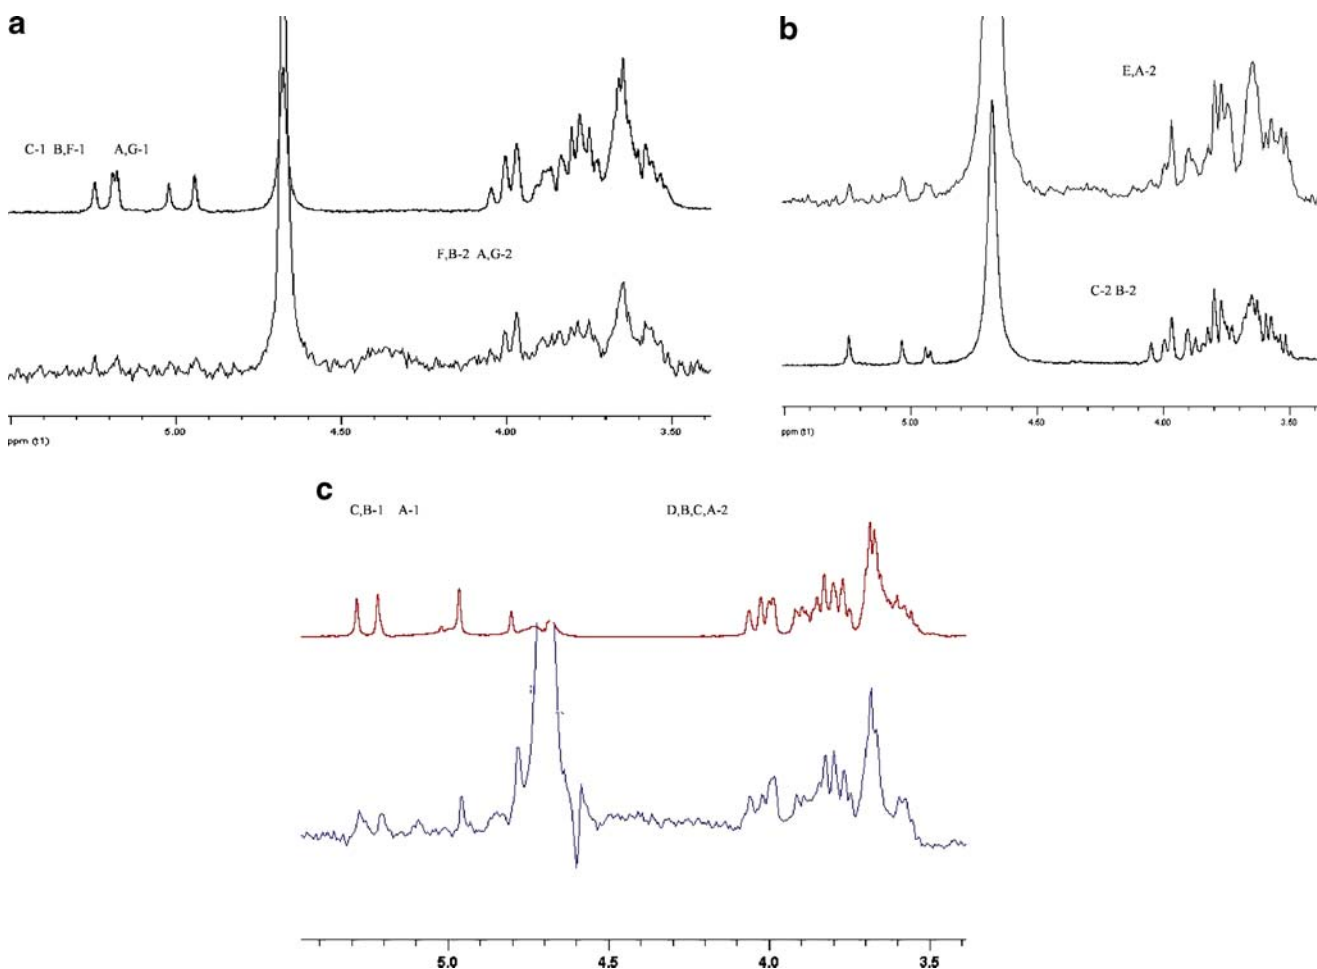 a
C-1 B,F-1 A,G-1
F,B-2 A,G-2
5.00 4.50 4.00 3.50
ppm (t1)
b
E,A-2
C-2 B-2
5.00 4.50 4.00 3.50
ppm (t1)
c
C,B-1 A-1 D,B,C,A-2
5.0 4.5 4.0 3.5